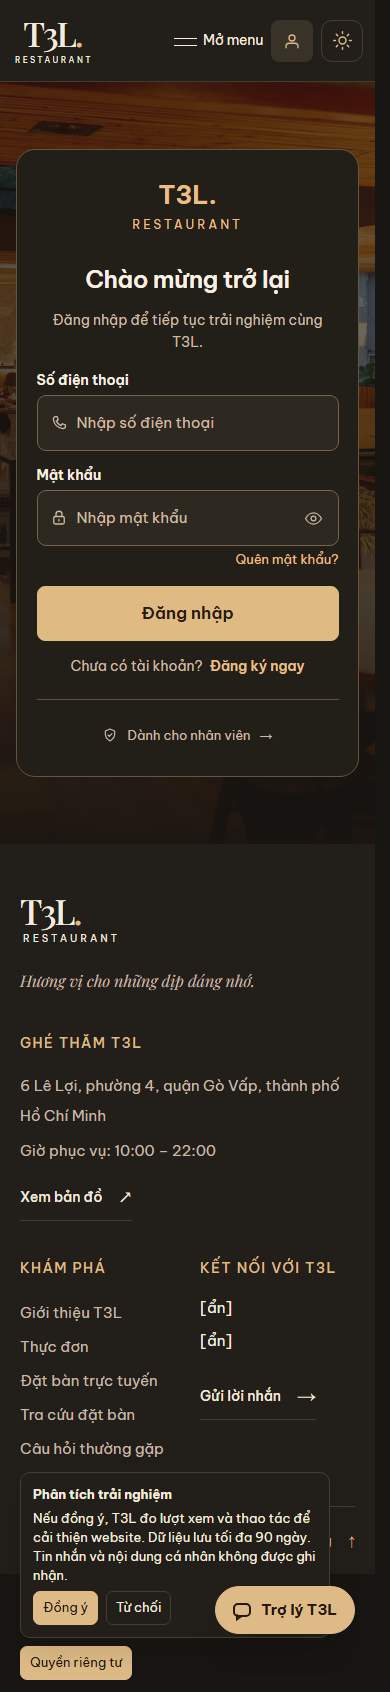 T3L.
RESTAURANT
Mở menu
T3L.
RESTAURANT
Chào mừng trở lại
Đăng nhập để tiếp tục trải nghiệm cùng
T3L.
Số điện thoại
Nhập số điện thoại
Mật khẩu
Nhập mật khẩu
Quên mật khẩu?
Đăng nhập
Chưa có tài khoản? Đăng ký ngay
Dành cho nhân viên →
T3L.
RESTAURANT
Hương vị cho những dịp đáng nhớ.
GHÉ THĂM T3L
6 Lê Lợi, phường 4, quận Gò Vấp, thành phố
Hồ Chí Minh
Giờ phục vụ: 10:00 – 22:00
Xem bản đồ ↗
KHÁM PHÁ
Giới thiệu T3L
Thực đơn
Đặt bàn trực tuyến
Tra cứu đặt bàn
Câu hỏi thường gặp
KẾT NỐI VỚI T3L
[ẩn]
[ẩn]
Gửi lời nhắn →
↑
Phân tích trải nghiệm
Nếu đồng ý, T3L đo lượt xem và thao tác để
cải thiện website. Dữ liệu lưu tối đa 90 ngày.
Tin nhắn và nội dung cá nhân không được ghi
nhận.
Đồng ý
Từ chối
Trợ lý T3L
Quyền riêng tư